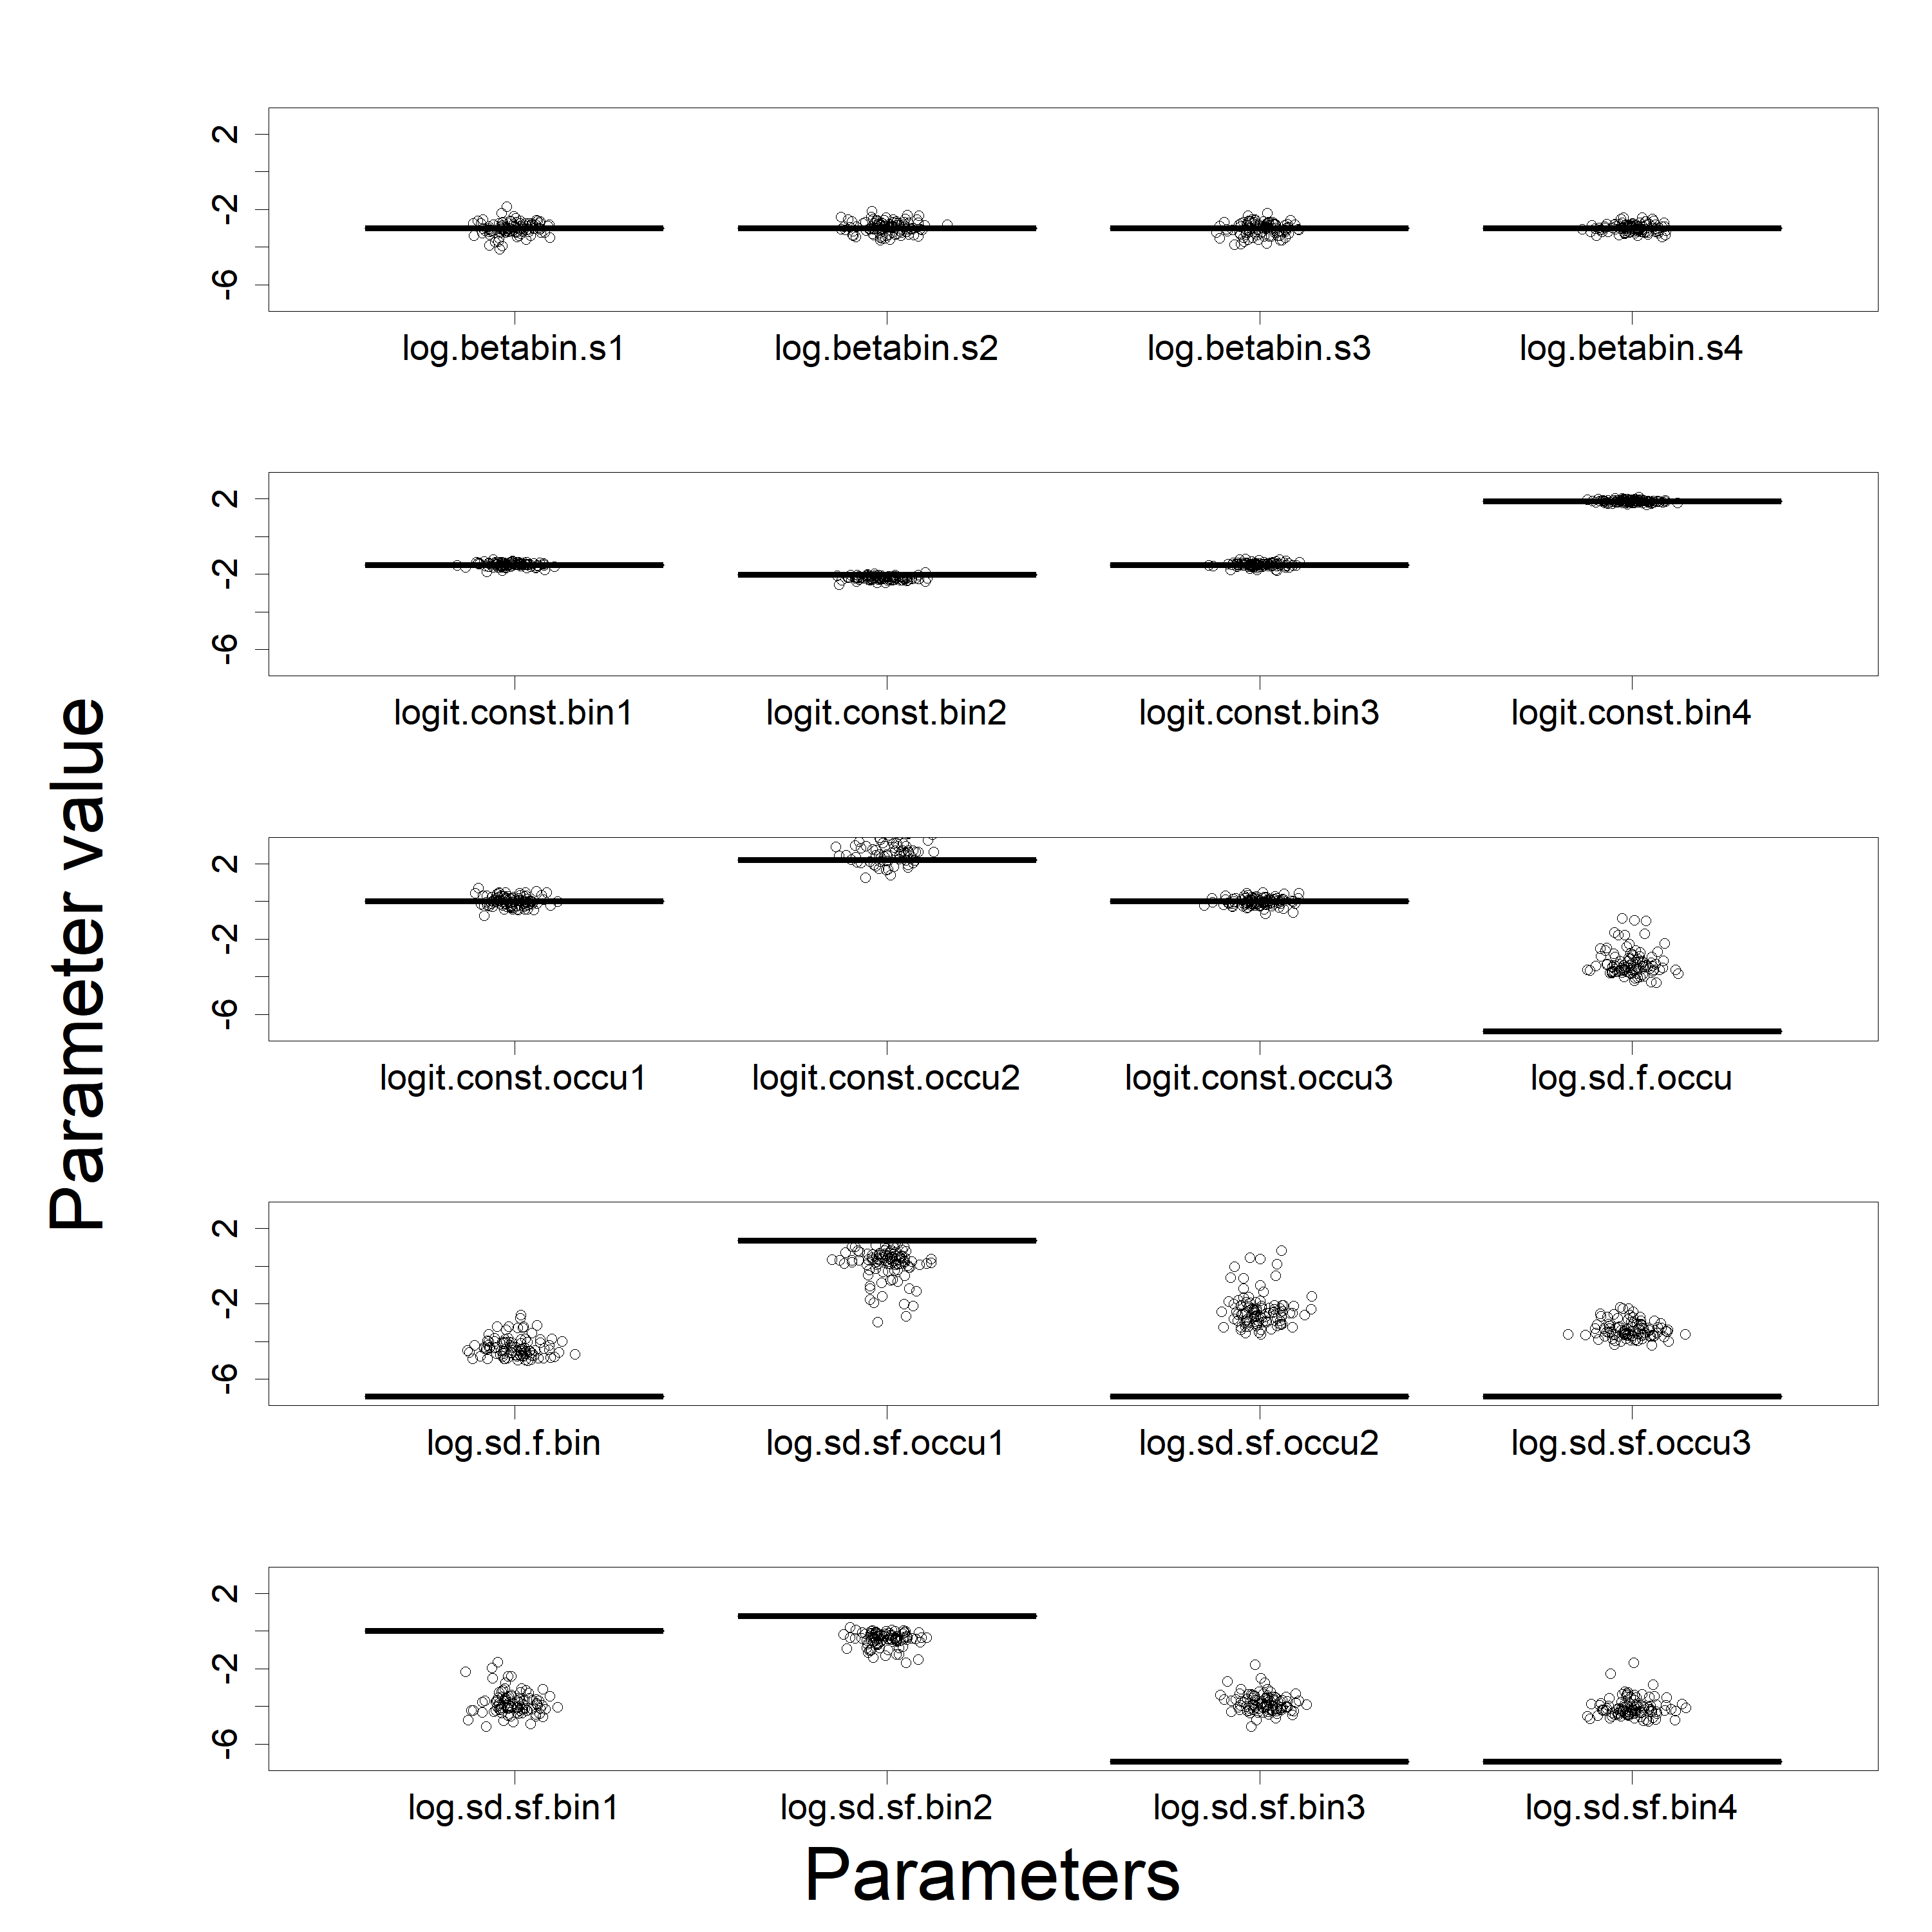 2
-2
-6
log.betabin.s1 log.betabin.s2 log.betabin.s3 log.betabin.s4
2
-2
-6
logit.const.bin1 logit.const.bin2 logit.const.bin3 logit.const.bin4
Parameter value
2
-2
-6
logit.const.occu1 logit.const.occu2 logit.const.occu3 log.sd.f.occu
2
-2
-6
log.sd.f.bin log.sd.sf.occu1 log.sd.sf.occu2 log.sd.sf.occu3
2
-2
-6
log.sd.sf.bin1 log.sd.sf.bin2 log.sd.sf.bin3 log.sd.sf.bin4
Parameters